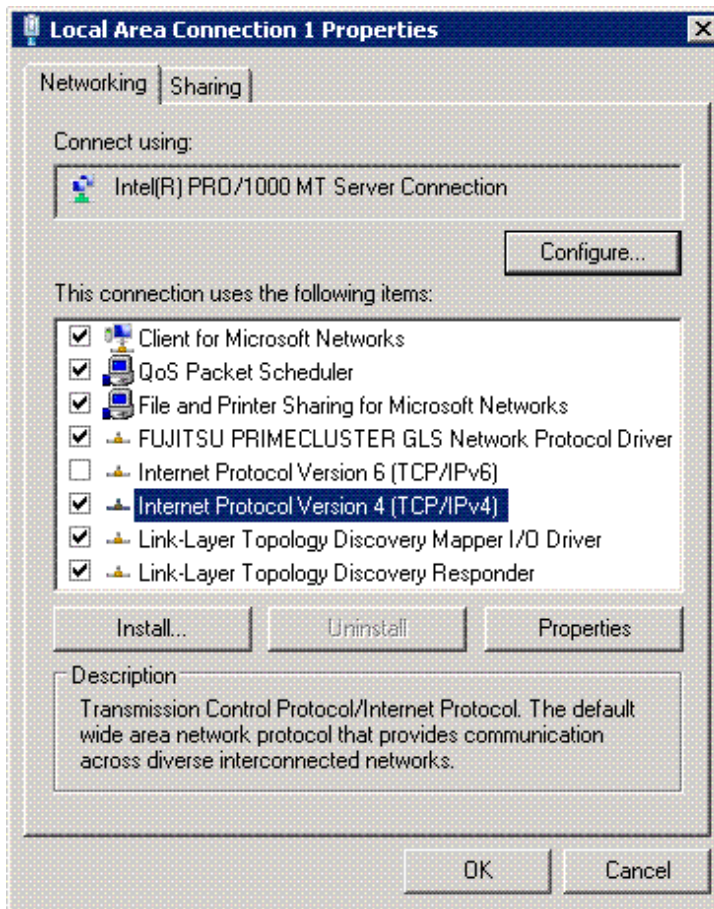 Local Area Connection 1 Properties
Networking
Sharing
Connect using:
Intel(R) PRO/1000 MT Server Connection
Configure...
This connection uses the following items:
Client for Microsoft Networks
QoS Packet Scheduler
File and Printer Sharing for Microsoft Networks
FUJITSU PRIMECLUSTER GLS Network Protocol Driver
Internet Protocol Version 6 (TCP/IPv6)
Internet Protocol Version 4 (TCP/IPv4)
Link-Layer Topology Discovery Mapper I/O Driver
Link-Layer Topology Discovery Responder
Install...
Uninstall
Properties
Description
Transmission Control Protocol/Internet Protocol. The default
wide area network protocol that provides communication
across diverse interconnected networks.
OK
Cancel